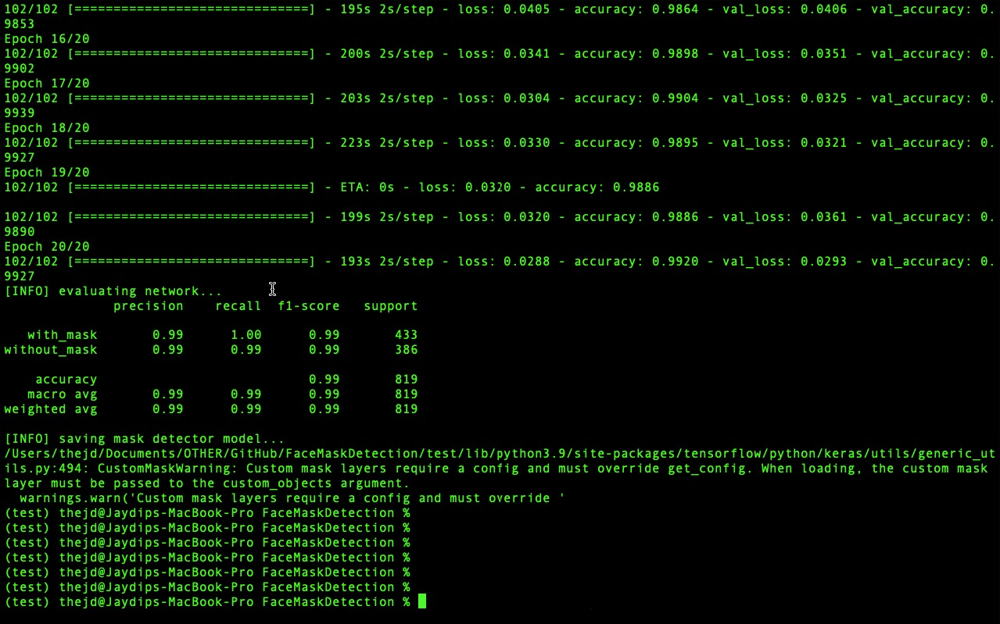 102/102 [==============================] - 195s 2s/step - loss: 0.0405 - accuracy: 0.9864 - val_loss: 0.0406 - val_accuracy: 0.
9853
Epoch 16/20
102/102 [==============================] - 200s 2s/step - loss: 0.0341 - accuracy: 0.9898 - val_loss: 0.0351 - val_accuracy: 0.
9902
Epoch 17/20
102/102 [==============================] - 203s 2s/step - loss: 0.0304 - accuracy: 0.9904 - val_loss: 0.0325 - val_accuracy: 0.
9939
Epoch 18/20
102/102 [==============================] - 223s 2s/step - loss: 0.0330 - accuracy: 0.9895 - val_loss: 0.0321 - val_accuracy: 0.
9927
Epoch 19/20
102/102 [==============================] - ETA: 0s - loss: 0.0320 - accuracy: 0.9886
102/102 [==============================] - 199s 2s/step - loss: 0.0320 - accuracy: 0.9886 - val_loss: 0.0361 - val_accuracy: 0.
9890
Epoch 20/20
102/102 [==============================] - 193s 2s/step - loss: 0.0288 - accuracy: 0.9920 - val_loss: 0.0293 - val_accuracy: 0.
9927
[INFO] evaluating network...
              precision    recall  f1-score   support
   with_mask       0.99      1.00      0.99       433
without_mask       0.99      0.99      0.99       386
    accuracy                           0.99       819
   macro avg       0.99      0.99      0.99       819
weighted avg       0.99      0.99      0.99       819
[INFO] saving mask detector model...
/Users/thejd/Documents/OTHER/GitHub/FaceMaskDetection/test/lib/python3.9/site-packages/tensorflow/python/keras/utils/generic_ut
ils.py:494: CustomMaskWarning: Custom mask layers require a config and must override get_config. When loading, the custom mask
layer must be passed to the custom_objects argument.
  warnings.warn('Custom mask layers require a config and must override '
(test) thejd@Jaydips-MacBook-Pro FaceMaskDetection %
(test) thejd@Jaydips-MacBook-Pro FaceMaskDetection %
(test) thejd@Jaydips-MacBook-Pro FaceMaskDetection %
(test) thejd@Jaydips-MacBook-Pro FaceMaskDetection %
(test) thejd@Jaydips-MacBook-Pro FaceMaskDetection %
(test) thejd@Jaydips-MacBook-Pro FaceMaskDetection %
(test) thejd@Jaydips-MacBook-Pro FaceMaskDetection %